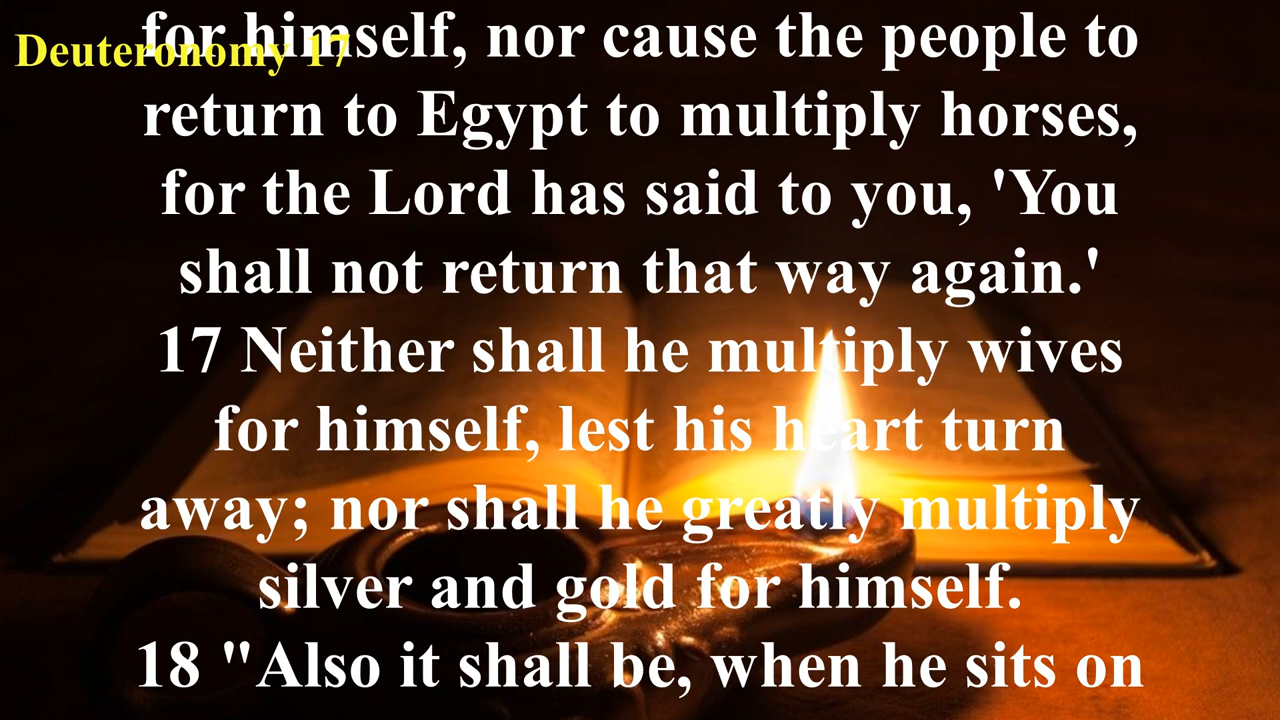 Deuteronomy 17
for himself, nor cause the people to
return to Egypt to multiply horses,
for the Lord has said to you, 'You
shall not return that way again.'
17 Neither shall he multiply wives
for himself, lest his heart turn
away; nor shall he greatly multiply
silver and gold for himself.
18 "Also it shall be, when he sits on